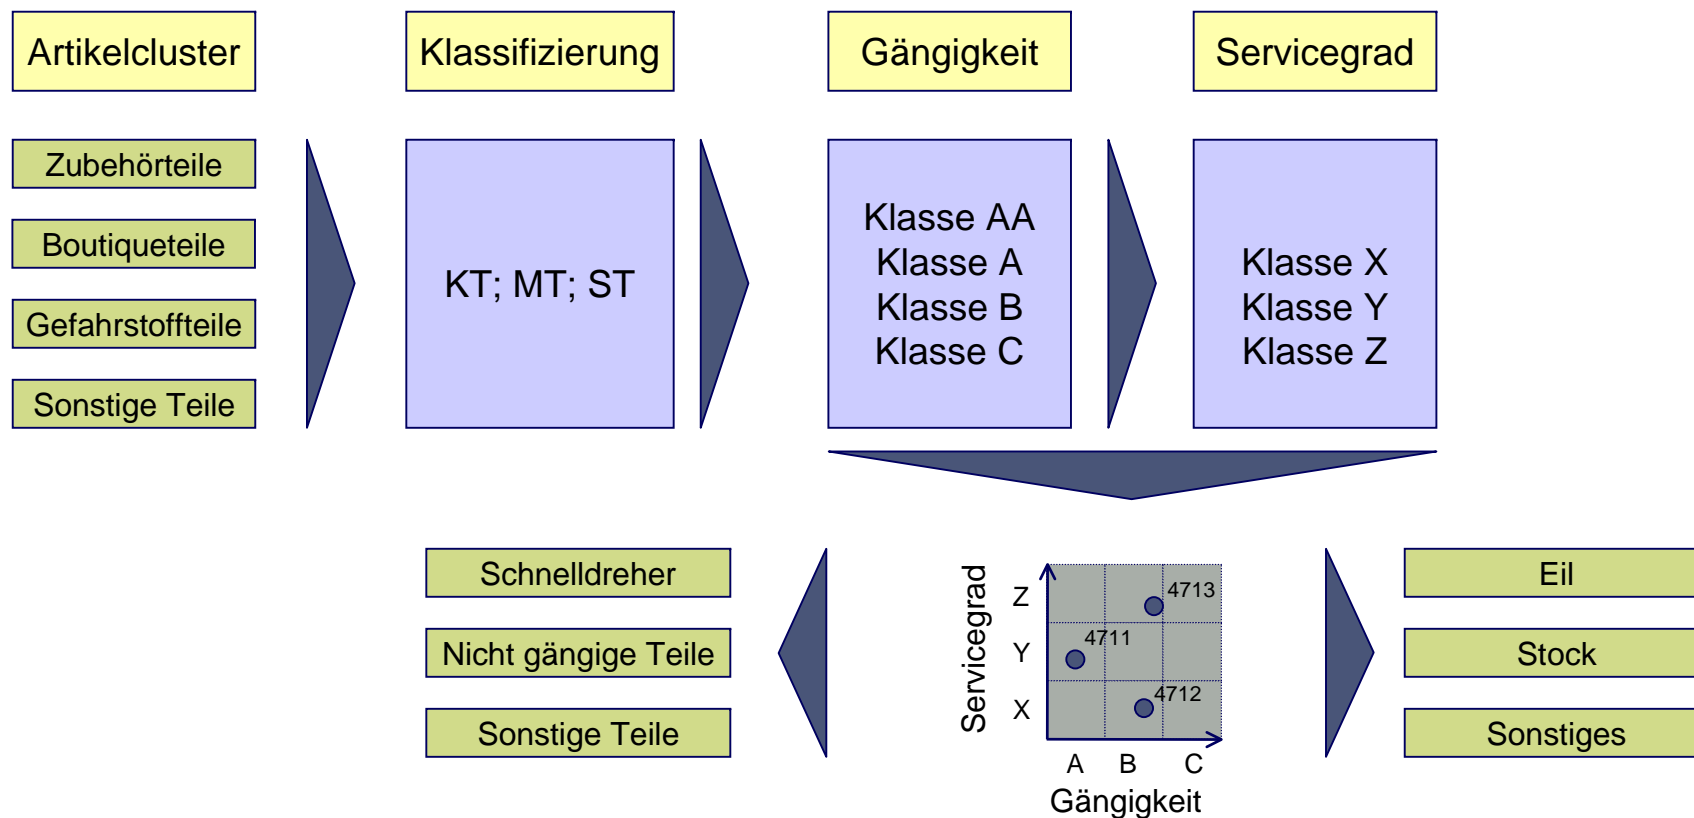 Artikelcluster
Klassifizierung
Gängigkeit
Servicegrad
Zubehörteile
Boutiqueteile
Gefahrstoffteile
Sonstige Teile
KT; MT; ST
Klasse AA
Klasse A
Klasse B
Klasse C
Klasse X
Klasse Y
Klasse Z
Schnelldreher
Nicht gängige Teile
Sonstige Teile
Servicegrad
Z
Y
X
4713
4711
4712
A B C
Gängigkeit
Eil
Stock
Sonstiges